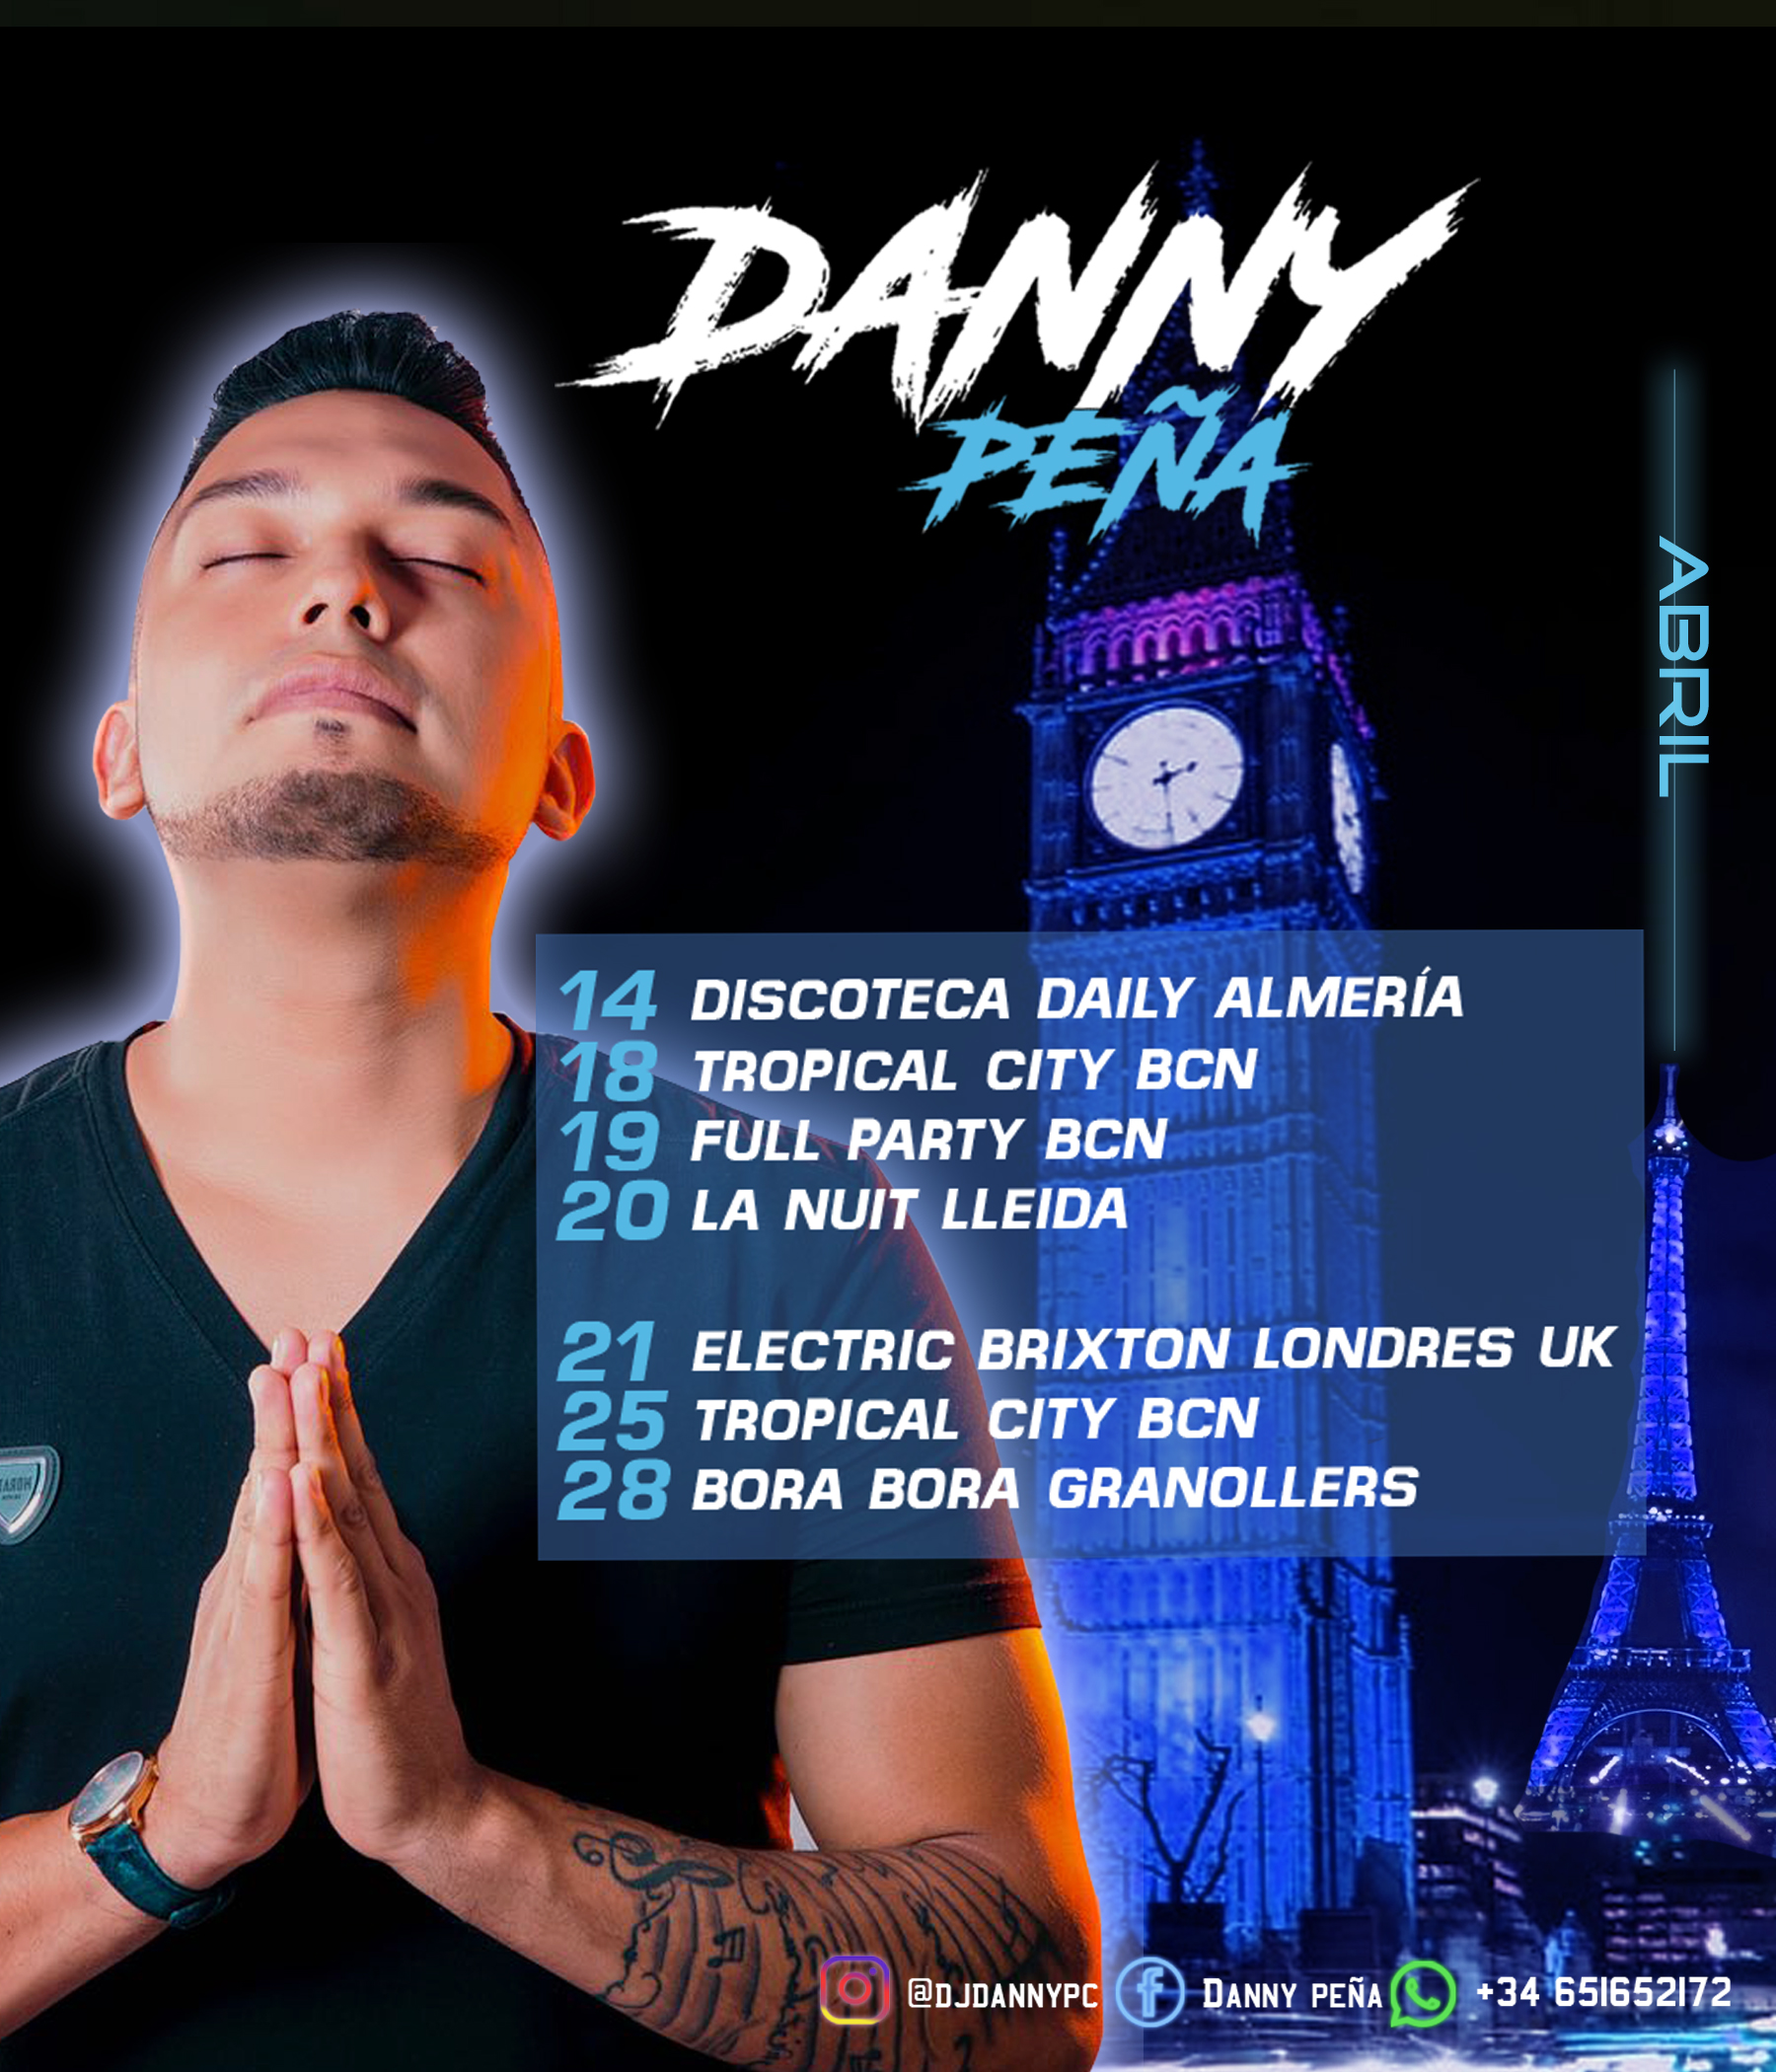 DANNY
PEÑA
ABRIL
14 DISCOTECA DAILY ALMERÍA
18 TROPICAL CITY BCN
19 FULL PARTY BCN
20 LA NUIT LLEIDA
21 ELECTRIC BRIXTON LONDRES UK
25 TROPICAL CITY BCN
28 BORA BORA GRANOLLERS
@DJDANNYPC DANNY PEÑA +34 651652172